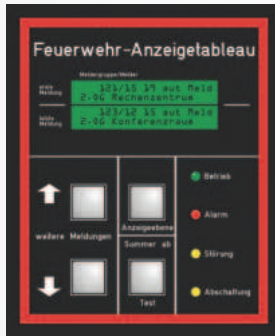 Feuerwehr-Anzeigetableau
Meldergruppe/Melder
erste
Meldung
121/15 19 aut Meld
2.OG Rechenzentrum
letzte
Meldung
123/12 15 aut Meld
2.OG Konferenzraum
Betrieb
Anzeigeebene
Alarm
weitere Meldungen
Summer ab
Störung
Test
Abschaltung